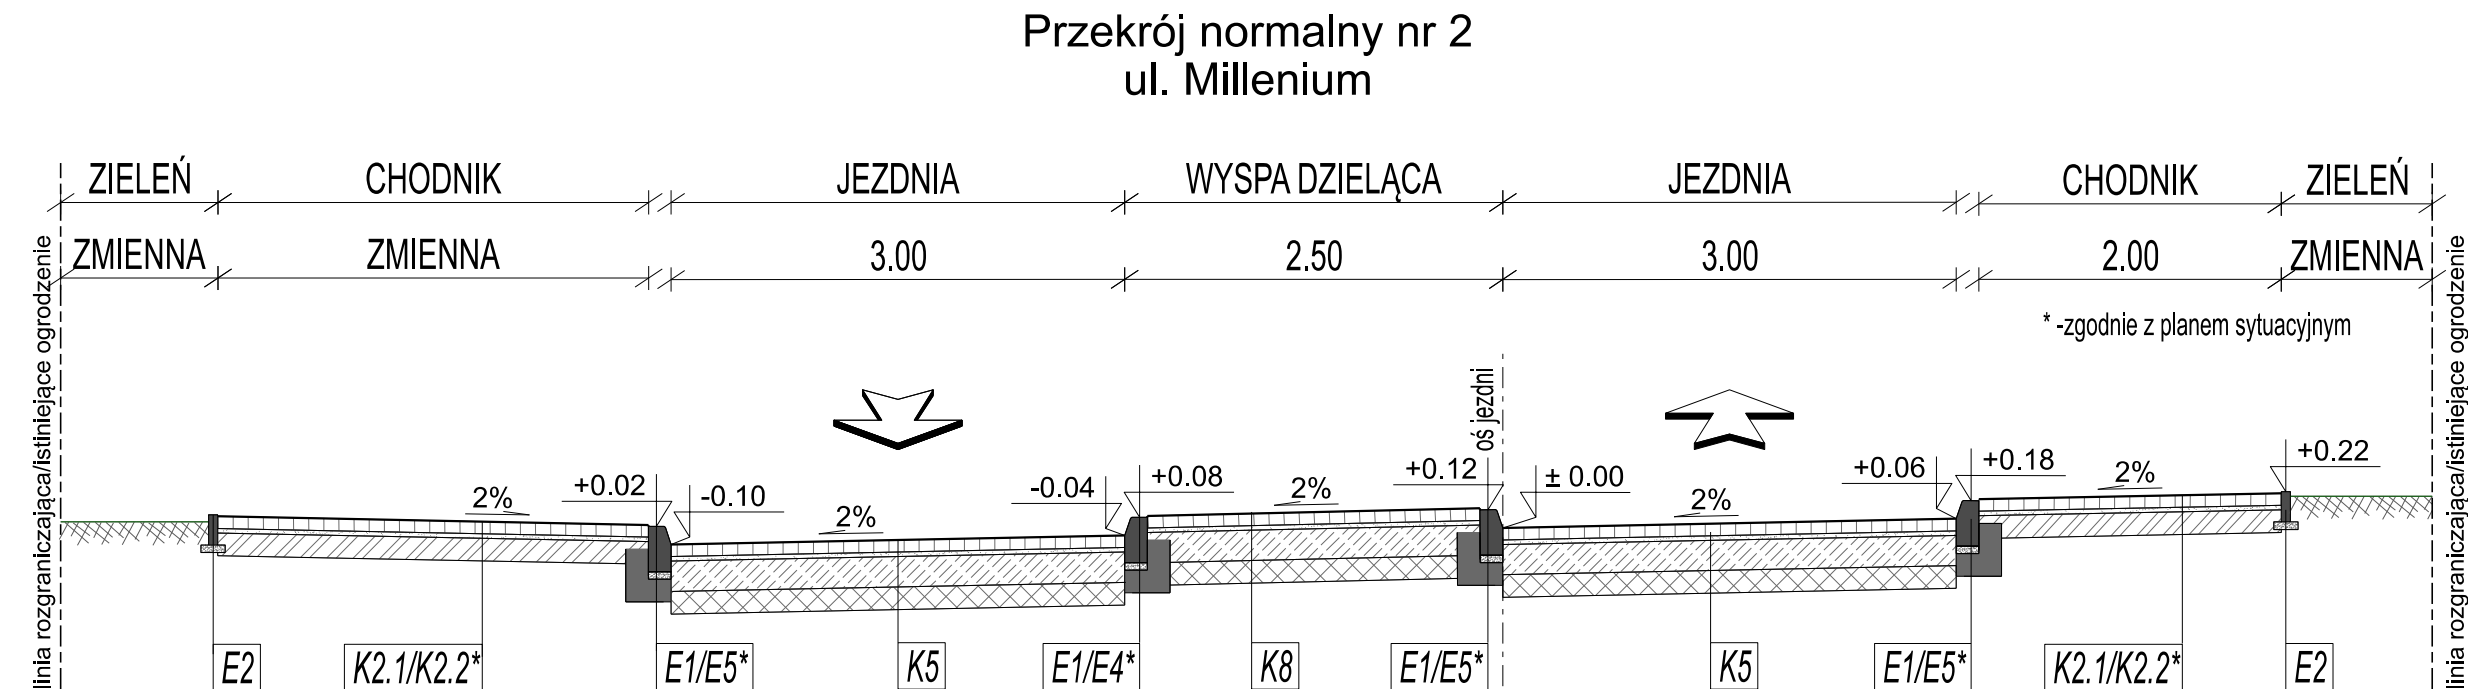 Przekrój normalny nr 2
ul. Millenium
ZIELEŃ CHODNIK JEZDNIA WYSPA DZIELĄCA JEZDNIA CHODNIK ZIELEŃ
ZMIENNA ZMIENNA 3.00 2.50 3.00 2.00 ZMIENNA
* -zgodnie z planem sytuacyjnym
linia rozgraniczająca/istiniejące ogrodzenie
oś jezdni
linia rozgraniczająca/istiniejące ogrodzenie
2% +0.02 -0.10 2% -0.04 +0.08 2% +0.12 ± 0.00 2% +0.06 +0.18 2% +0.22
E2 K2.1/K2.2* E1/E5* K5 E1/E4* K8 E1/E5* K5 E1/E5* K2.1/K2.2* E2